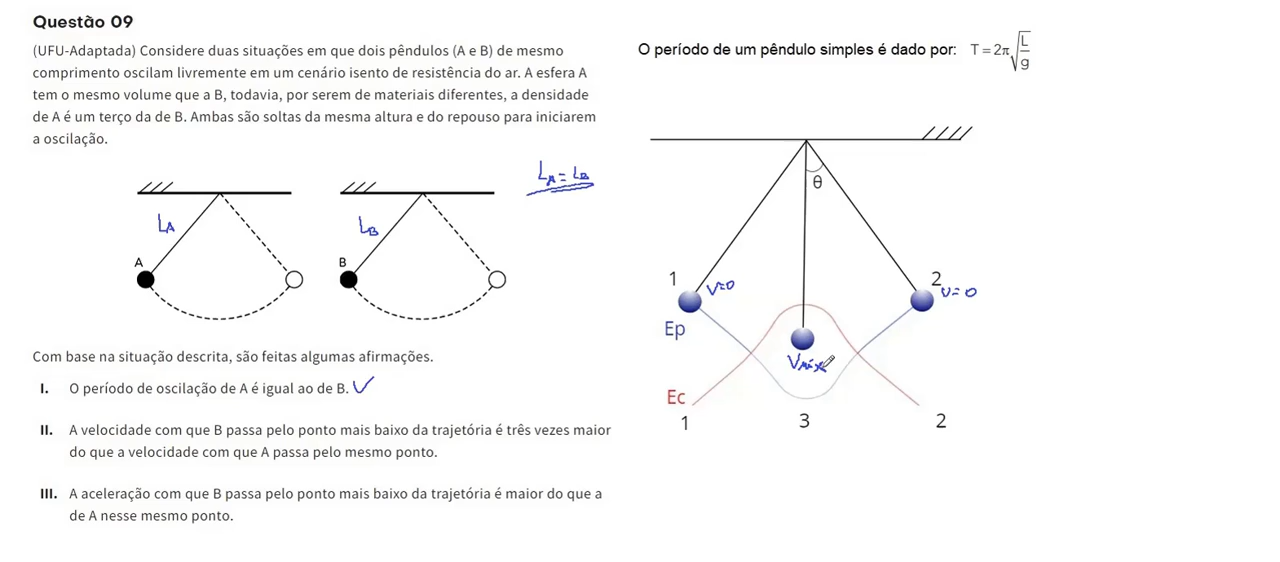 Questão 09
(UFU-Adaptada) Considere duas situações em que dois pêndulos (A e B) de mesmo
comprimento oscilam livremente em um cenário isento de resistência do ar. A esfera A
tem o mesmo volume que a B, todavia, por serem de materiais diferentes, a densidade
de A é um terço da de B. Ambas são soltas da mesma altura e do repouso para iniciarem
a oscilação.
LA = LB
LA
LB
A
B
Com base na situação descrita, são feitas algumas afirmações.
I. O período de oscilação de A é igual ao de B. ✓
II. A velocidade com que B passa pelo ponto mais baixo da trajetória é três vezes maior
do que a velocidade com que A passa pelo mesmo ponto.
III. A aceleração com que B passa pelo ponto mais baixo da trajetória é maior do que a
de A nesse mesmo ponto.
O período de um pêndulo simples é dado por: T = 2π√(L/g)
θ
1
V=0
2
V=0
Ep
Vmáx
Ec
1
3
2